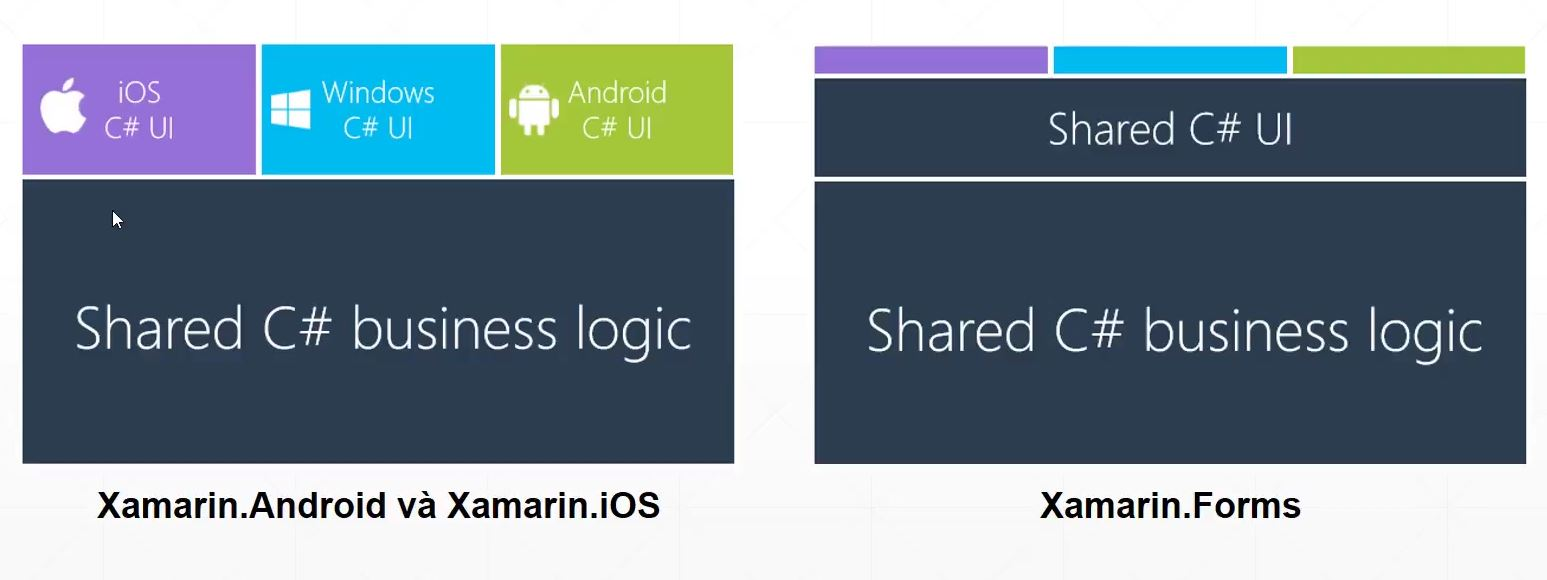 iOS
C# UI
Windows
C# UI
Android
C# UI
Shared C# business logic
Xamarin.Android và Xamarin.iOS
Shared C# UI
Shared C# business logic
Xamarin.Forms